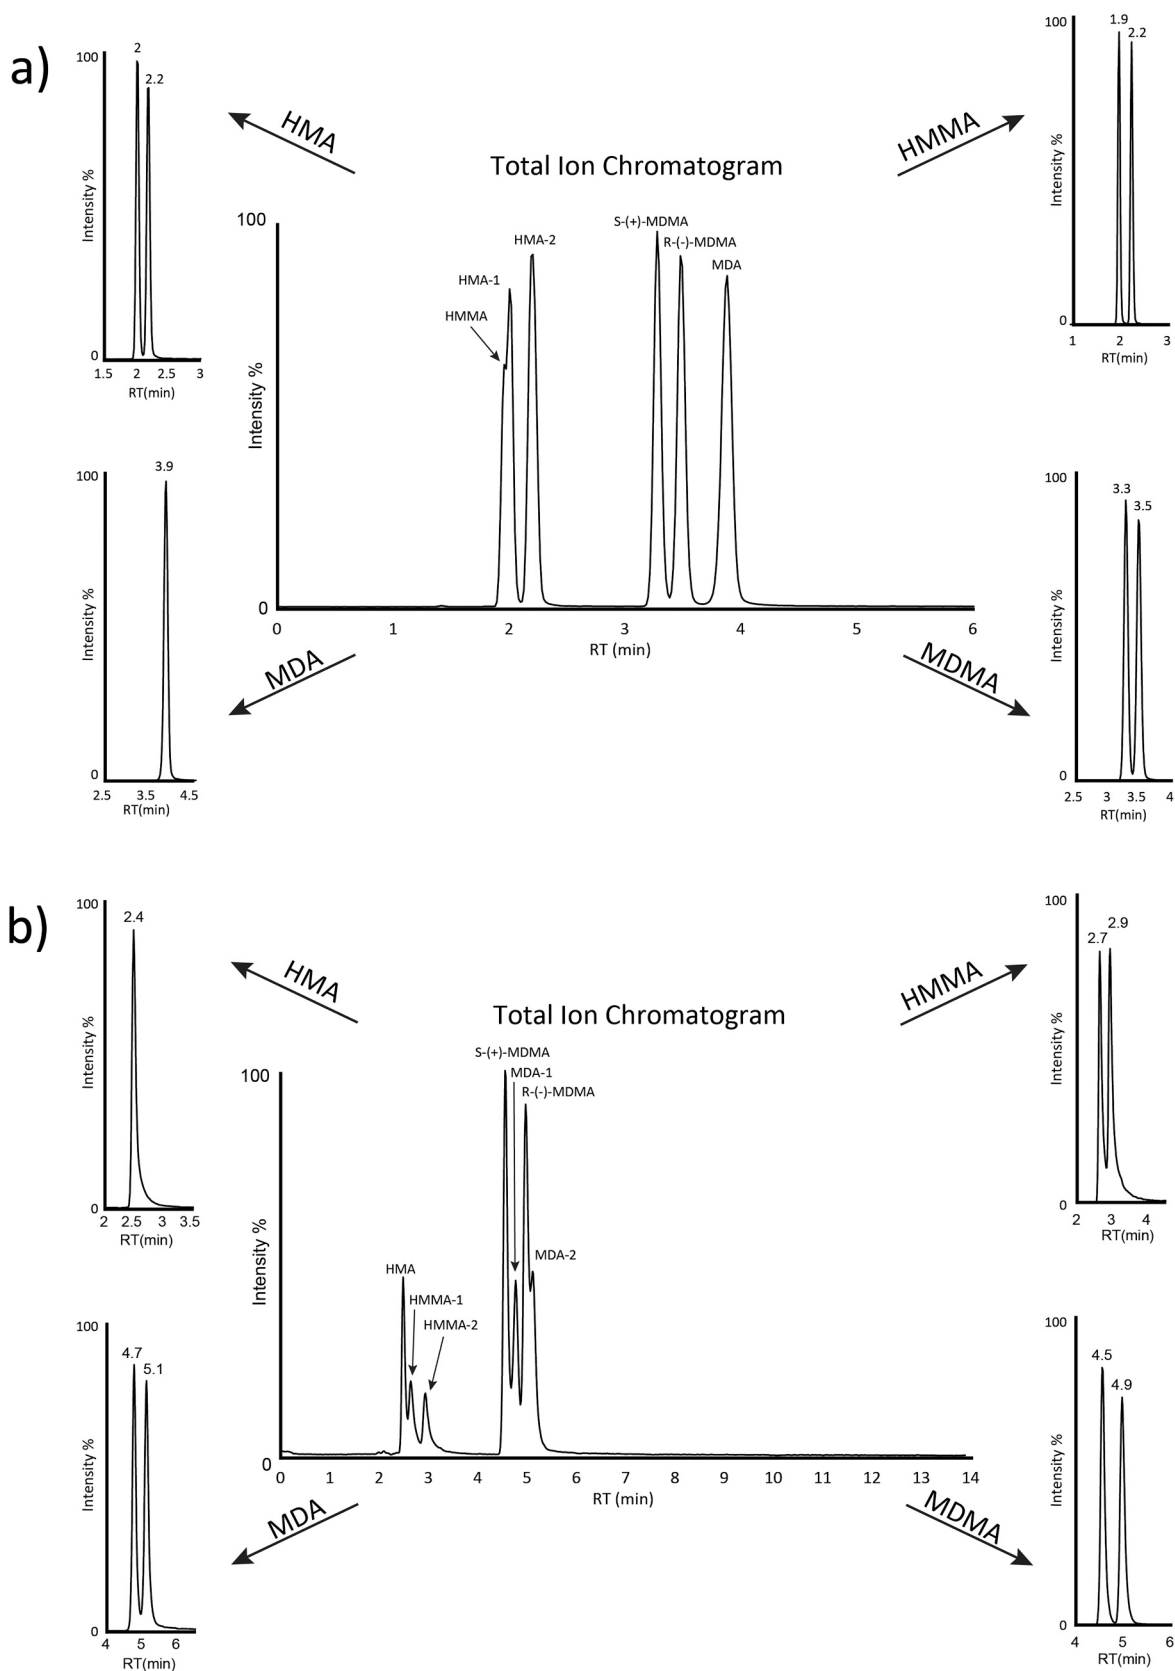 a)
100
2
2.2
Intensity %
0
1.5 2 2.5 3
RT(min)
HMA
HMMA
100
1.9
2.2
Intensity %
0
1 2 3
RT(min)
Total Ion Chromatogram
100
S-(+)-MDMA
R-(-)-MDMA
MDA
HMA-2
HMA-1
HMMA
Intensity %
0
0 1 2 3 4 5 6
RT (min)
100
3.9
Intensity %
0
2.5 3.5 4.5
RT(min)
MDA
MDMA
100
3.3
3.5
Intensity %
0
2.5 3 3.5 4
RT(min)
b)
100
2.4
Intensity %
0
2 2.5 3 3.5
RT(min)
HMA
HMMA
100
2.7
2.9
Intensity %
0
2 3 4
RT(min)
Total Ion Chromatogram
100
S-(+)-MDMA
MDA-1
R-(-)-MDMA
MDA-2
HMA
HMMA-1
HMMA-2
Intensity %
0
0 1 2 3 4 5 6 7 8 9 10 11 12 13 14
RT (min)
100
4.7
5.1
Intensity %
0
4 5 6
RT(min)
MDA
MDMA
100
4.5
4.9
Intensity %
0
4 5 6
RT(min)